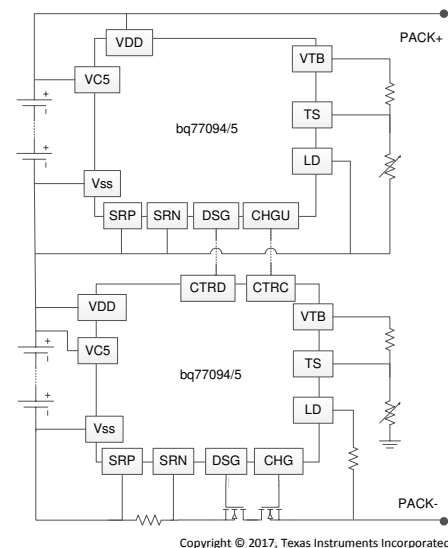 PACK+
VDD
VTB
VC5
TS
bq77094/5
LD
Vss
SRP SRN DSG CHGU
CTRD CTRC
VDD
VTB
VC5
TS
bq77094/5
LD
Vss
SRP SRN DSG CHG
PACK-
Copyright © 2017, Texas Instruments Incorporated